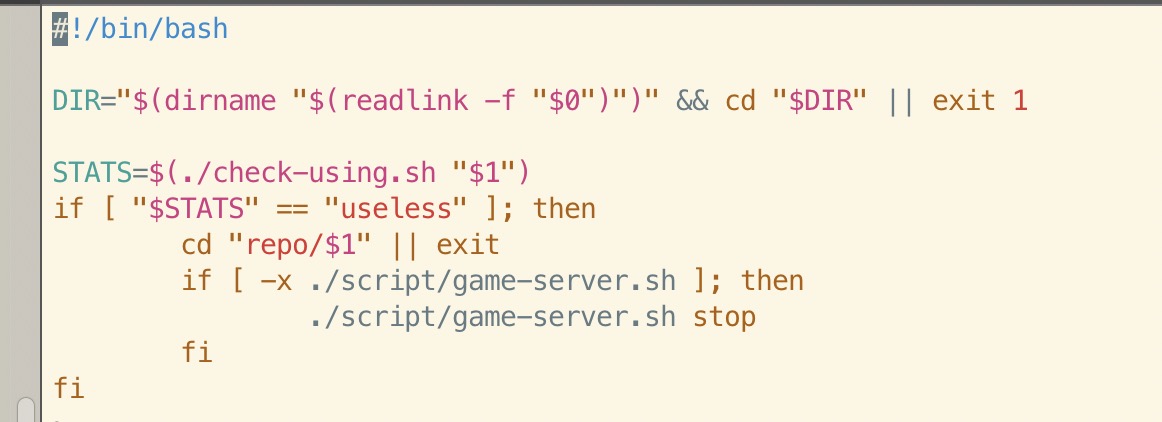 #!/bin/bash
DIR="$(dirname "$(readlink -f "$0")")" && cd "$DIR" || exit 1
STATS=$(./check-using.sh "$1")
if [ "$STATS" == "useless" ]; then
        cd "repo/$1" || exit
        if [ -x ./script/game-server.sh ]; then
                ./script/game-server.sh stop
        fi
fi